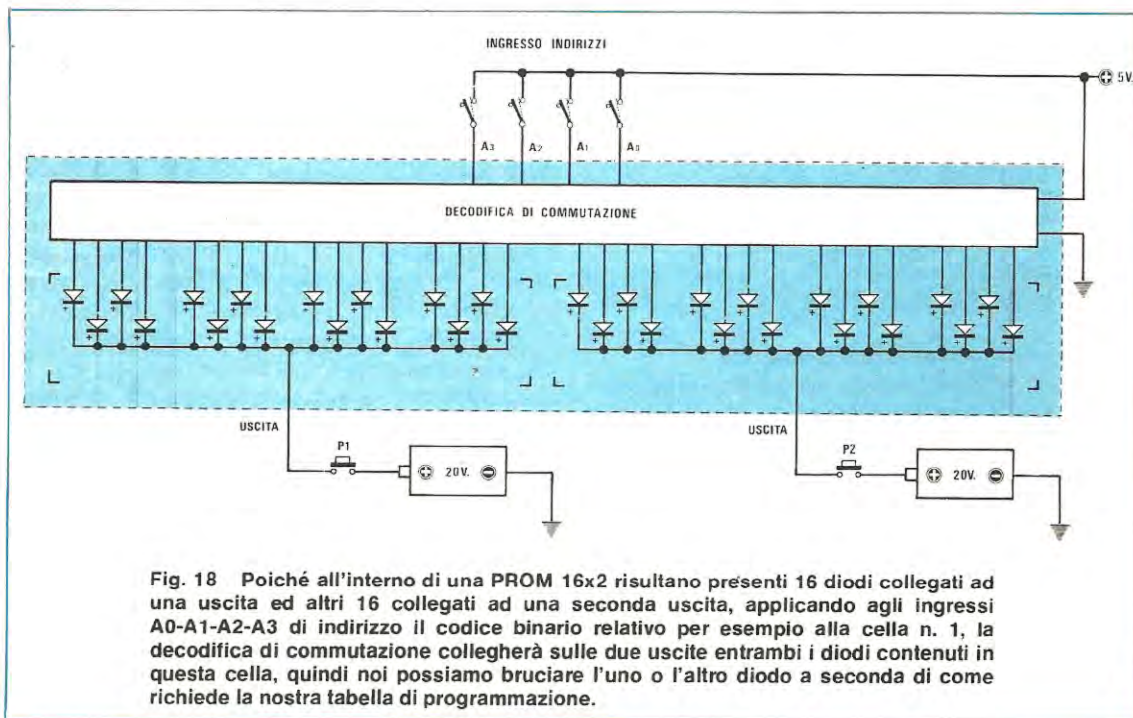 INGRESSO INDIRIZZI
5V.
A3 A2 A1 A0
DECODIFICA DI COMMUTAZIONE
USCITA
USCITA
P1
P2
20V.
20V.
Fig. 18 Poiché all'interno di una PROM 16x2 risultano presenti 16 diodi collegati ad
una uscita ed altri 16 collegati ad una seconda uscita, applicando agli ingressi
A0-A1-A2-A3 di indirizzo il codice binario relativo per esempio alla cella n. 1, la
decodifica di commutazione collegherà sulle due uscite entrambi i diodi contenuti in
questa cella, quindi noi possiamo bruciare l'uno o l'altro diodo a seconda di come
richiede la nostra tabella di programmazione.